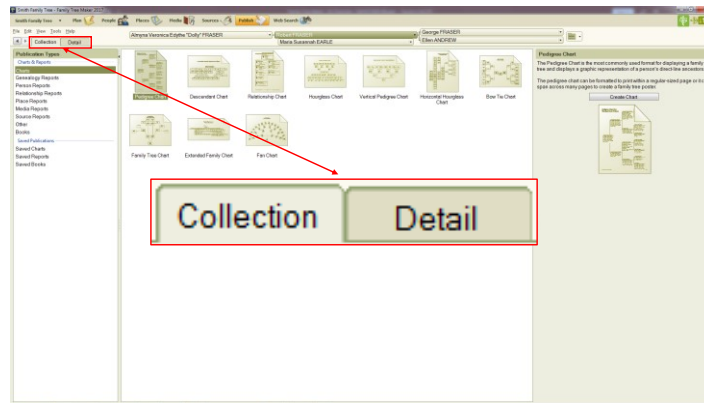 Smith Family Tree - Family Tree Maker 2017
Smith Family Tree Plan People Places Media Sources Publish Web Search
File Edit View Tools Help
Collection Detail
Almyna Veronica Edythe "Dolly" FRASER
Robert FRASER
Maria Susannah EARLE
George FRASER
Ellen ANDREW
Publication Types
Charts & Reports
Charts
Genealogy Reports
Person Reports
Relationship Reports
Place Reports
Media Reports
Source Reports
Other
Books
Saved Publications
Saved Charts
Saved Reports
Saved Books
Pedigree Chart Descendant Chart Relationship Chart Hourglass Chart Vertical Pedigree Chart Horizontal Hourglass Chart Bow Tie Chart
Family Tree Chart Extended Family Chart Fan Chart
Collection Detail
Pedigree Chart
The Pedigree Chart is the most commonly used format for displaying a family
tree and displays a graphic representation of a person's direct-line ancestors
The pedigree chart can be formatted to print within a regular-sized page or to
span across many pages to create a family tree poster.
Create Chart